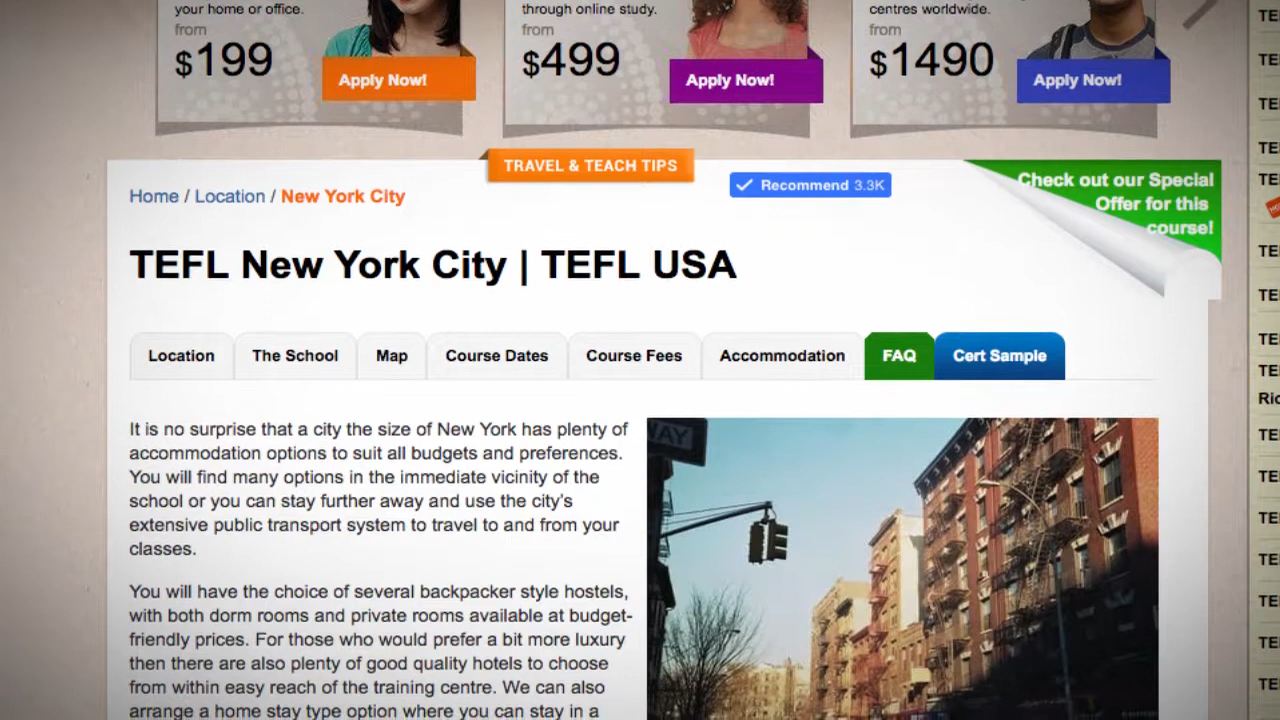 your home or office.
from
$199
Apply Now!
through online study.
from
$499
Apply Now!
centres worldwide.
from
$1490
Apply Now!
TRAVEL & TEACH TIPS
Home / Location / New York City
Recommend 3.3K
Check out our Special
Offer for this
course!
TEFL New York City | TEFL USA
Location
The School
Map
Course Dates
Course Fees
Accommodation
FAQ
Cert Sample
It is no surprise that a city the size of New York has plenty of
accommodation options to suit all budgets and preferences.
You will find many options in the immediate vicinity of the
school or you can stay further away and use the city's
extensive public transport system to travel to and from your
classes.
You will have the choice of several backpacker style hostels,
with both dorm rooms and private rooms available at budget-
friendly prices. For those who would prefer a bit more luxury
then there are also plenty of good quality hotels to choose
from within easy reach of the training centre. We can also
arrange a home stay type option where you can stay in a